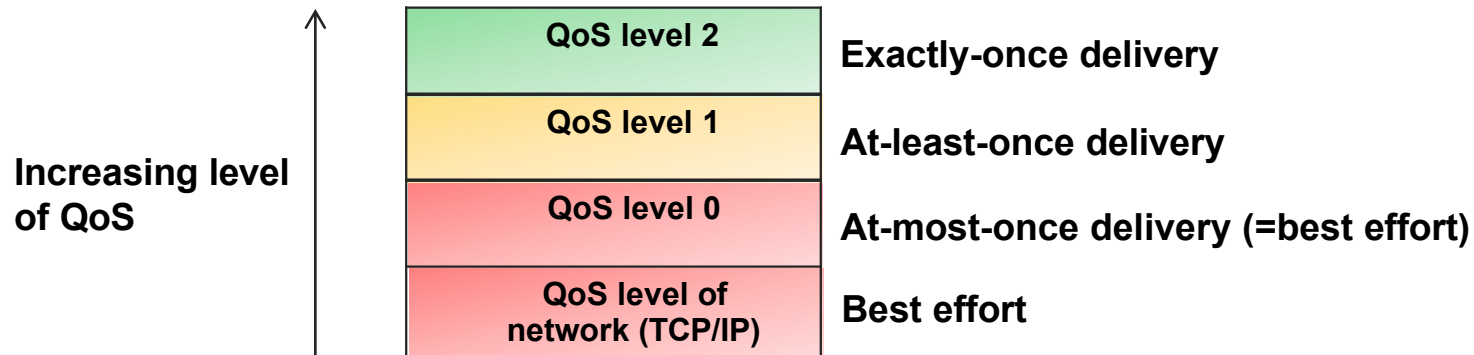 QoS level 2
Exactly-once delivery
QoS level 1
At-least-once delivery
Increasing level
of QoS
QoS level 0
At-most-once delivery (=best effort)
QoS level of
network (TCP/IP)
Best effort